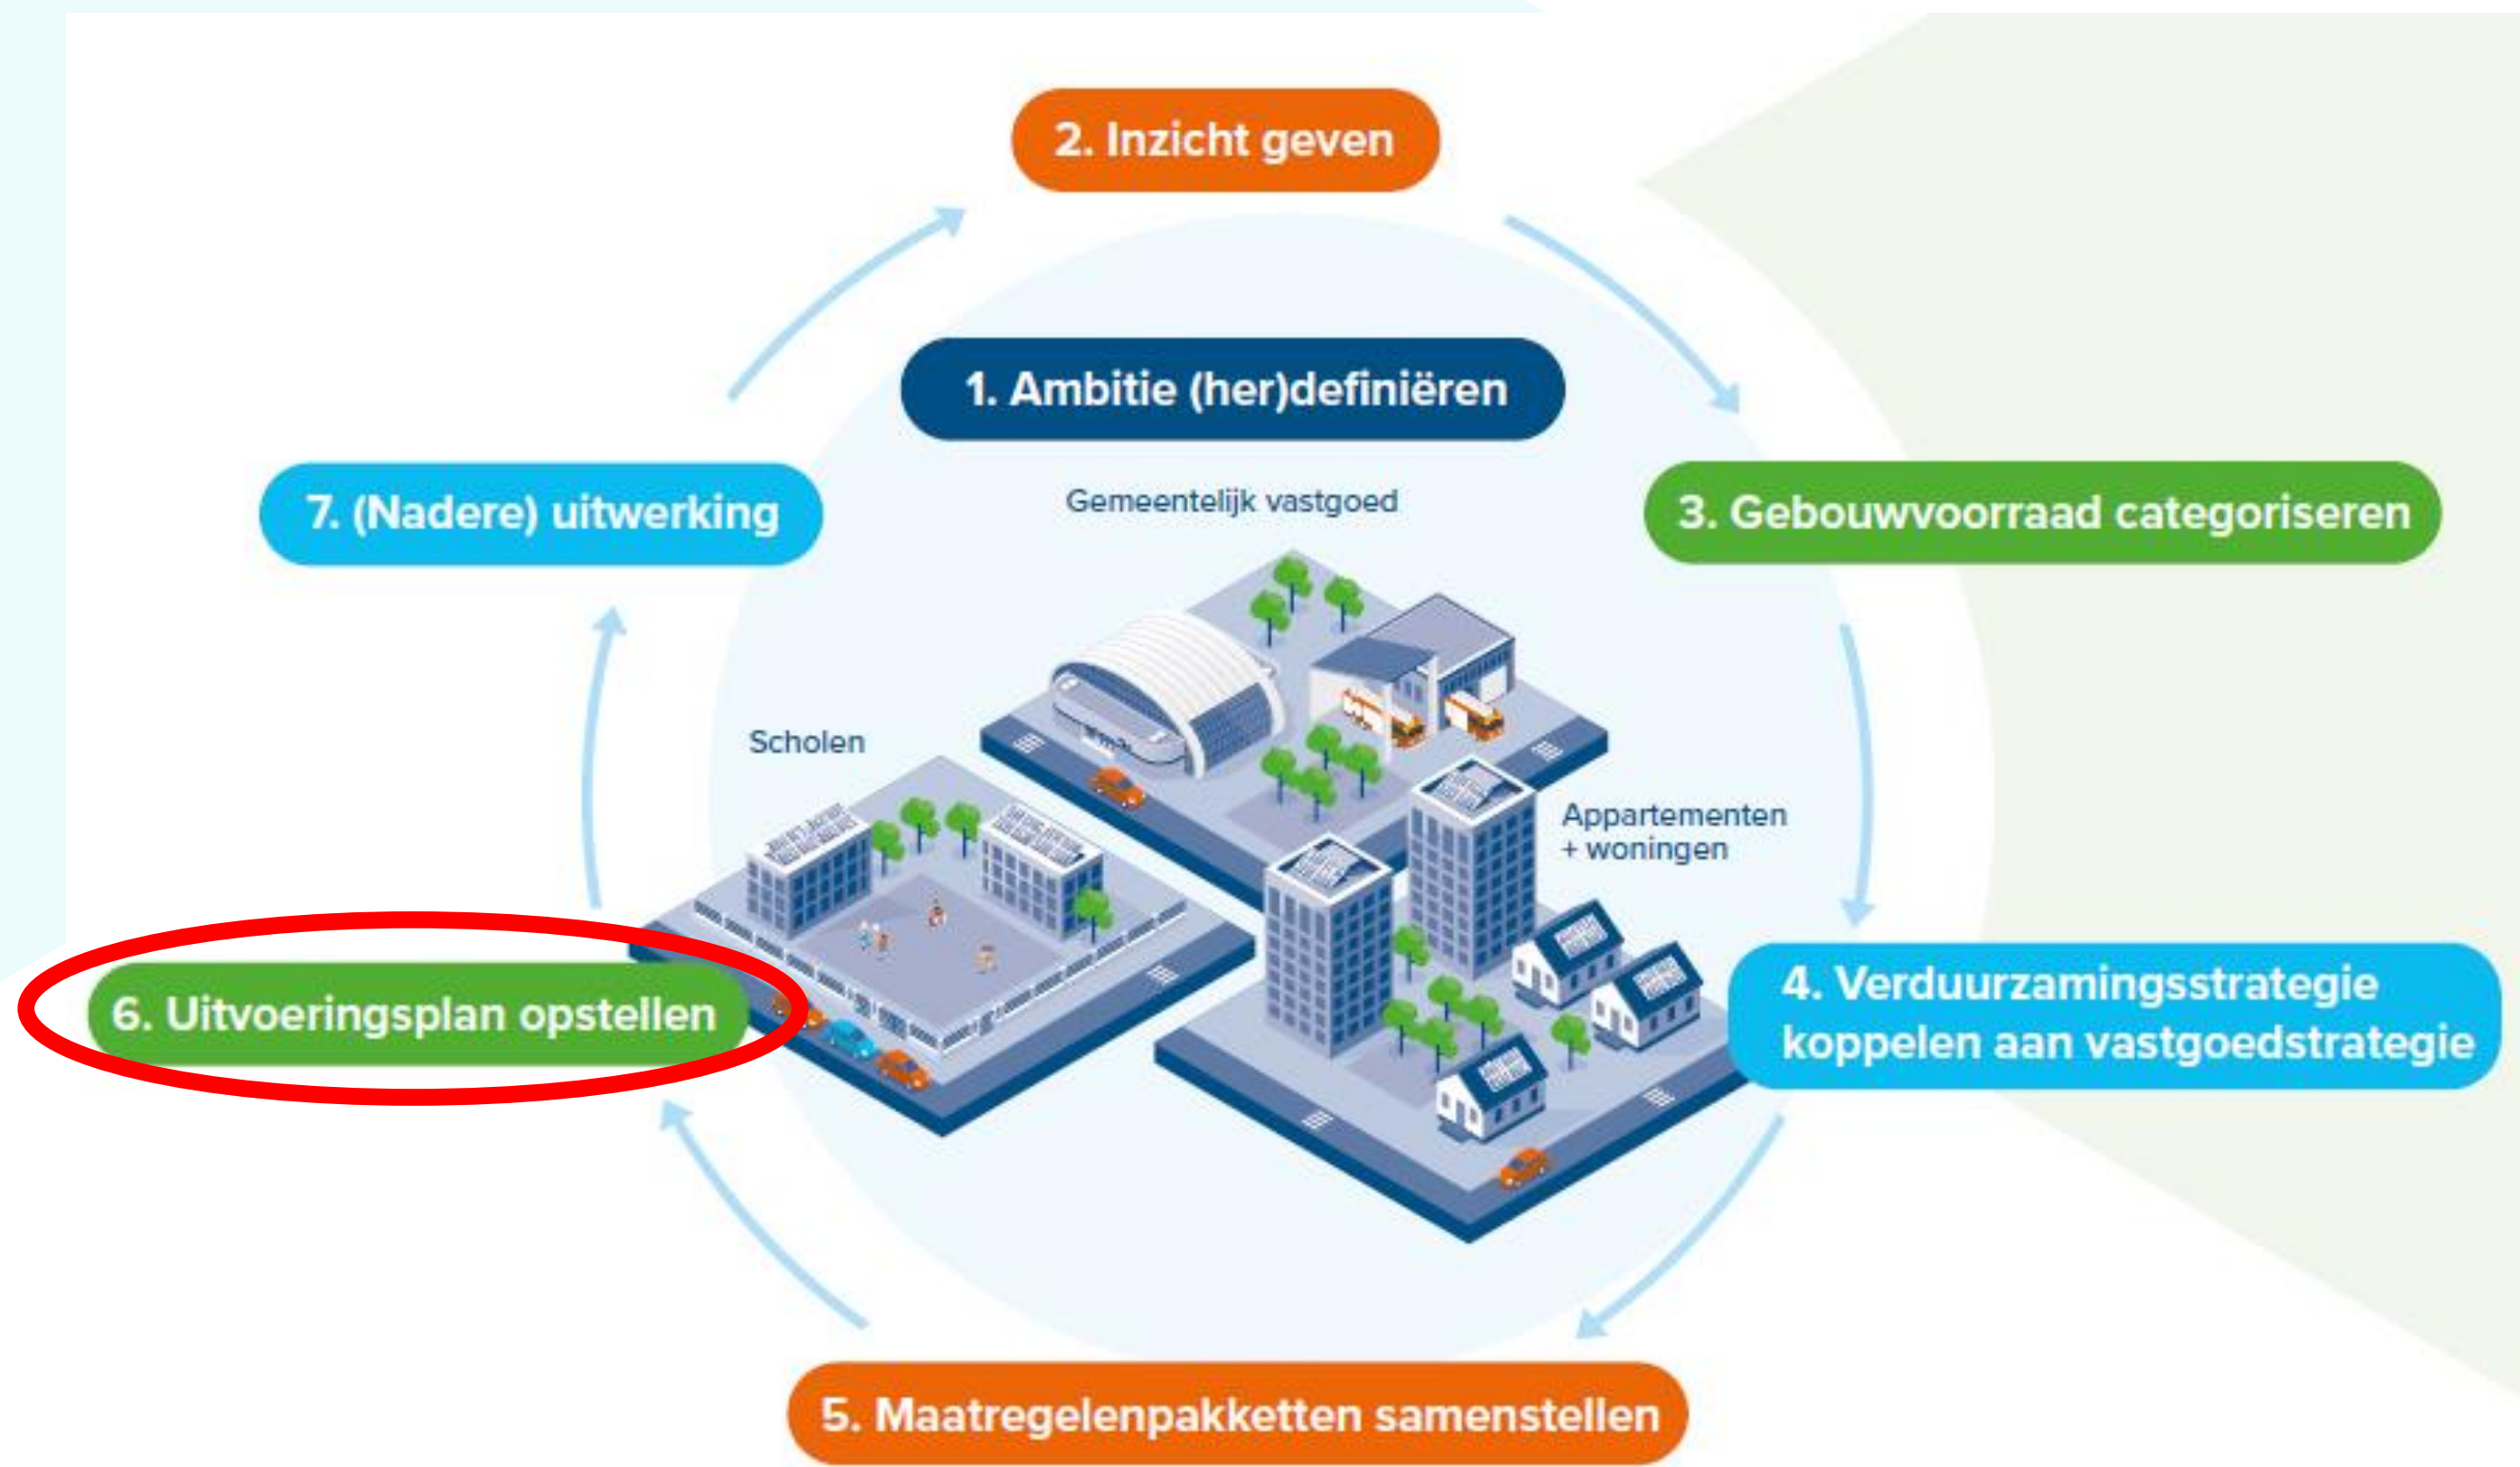 2. Inzicht geven
1. Ambitie (her)definiëren
7. (Nadere) uitwerking
Gemeentelijk vastgoed
3. Gebouwvoorraad categoriseren
Scholen
Appartementen
+ woningen
6. Uitvoeringsplan opstellen
4. Verduurzamingsstrategie
koppelen aan vastgoedstrategie
5. Maatregelenpakketten samenstellen